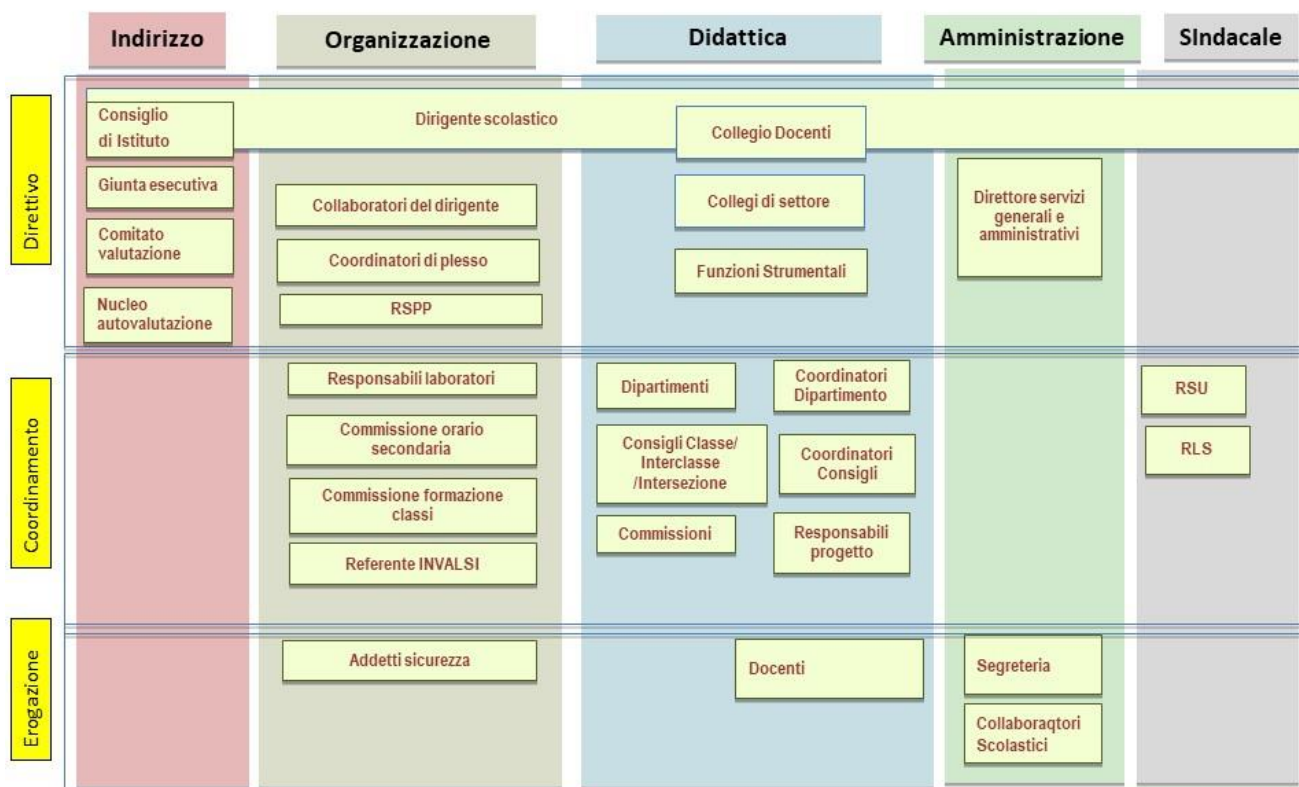 Indirizzo
Organizzazione
Didattica
Amministrazione
SIndacale
Direttivo
Consiglio
di Istituto
Dirigente scolastico
Collegio Docenti
Giunta esecutiva
Collaboratori del dirigente
Collegi di settore
Direttore servizi
generali e
amministrativi
Comitato
valutazione
Coordinatori di plesso
Funzioni Strumentali
Nucleo
autovalutazione
RSPP
Coordinamento
Responsabili laboratori
Dipartimenti
Coordinatori
Dipartimento
RSU
Commissione orario
secondaria
Consigli Classe/
Interclasse
/Intersezione
Coordinatori
Consigli
RLS
Commissione formazione
classi
Commissioni
Responsabili
progetto
Referente INVALSI
Erogazione
Addetti sicurezza
Docenti
Segreteria
Collaboraqtori
Scolastici